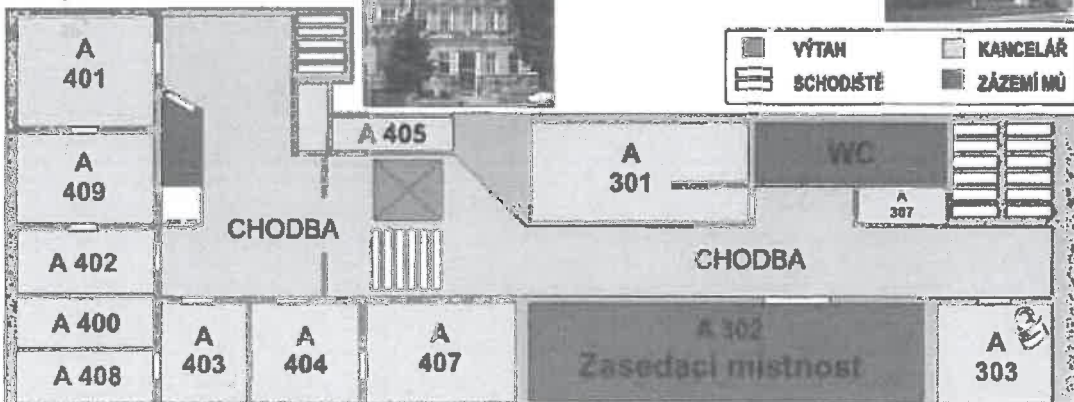 A
401
VÝTAH
KANCELÁŘ
SCHODIŠTĚ
ZÁZEMÍ MÚ
A 405
A
301
WC
A
409
A
307
CHODBA
CHODBA
A 402
A 400
A
403
A
404
A
407
A 302
Zasedací místnost
A
303
A 408